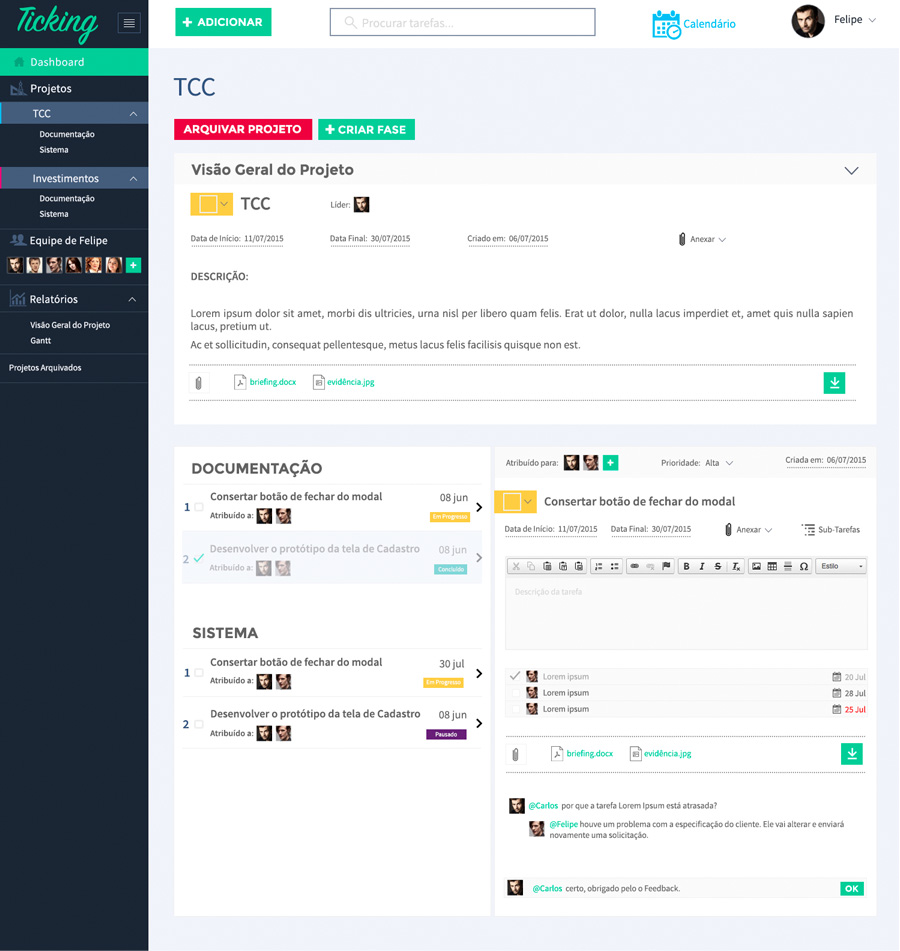 Ticking
+ ADICIONAR
Procurar tarefas...
Calendário
Felipe
Dashboard
Projetos
TCC
Documentação
Sistema
Investimentos
Documentação
Sistema
Equipe de Felipe
+
Relatórios
Visão Geral do Projeto
Gantt
Projetos Arquivados
TCC
ARQUIVAR PROJETO
+ CRIAR FASE
Visão Geral do Projeto
TCC
Líder:
Data de Início: 11/07/2015
Data Final: 30/07/2015
Criado em: 06/07/2015
Anexar
DESCRIÇÃO:
Lorem ipsum dolor sit amet, morbi dis ultricies, urna nisl per libero quam felis. Erat ut dolor, nulla lacus imperdiet et, amet quis nulla sapien
lacus, pretium ut.
Ac et sollicitudin, consequat pellentesque, metus lacus felis facilisis quisque non est.
briefing.docx
evidência.jpg
DOCUMENTAÇÃO
1
Consertar botão de fechar do modal
08 jun
Atribuído a:
Em Progresso
2
Desenvolver o protótipo da tela de Cadastro
08 jun
Atribuído a:
Concluído
SISTEMA
1
Consertar botão de fechar do modal
30 jul
Atribuído a:
Em Progresso
2
Desenvolver o protótipo da tela de Cadastro
08 jun
Atribuído a:
Pausado
Atribuído para:
+
Prioridade: Alta
Criada em: 06/07/2015
Consertar botão de fechar do modal
Data de Início: 11/07/2015
Data Final: 30/07/2015
Anexar
Sub-Tarefas
B I S Tx Ω Estilo
Descrição da tarefa
Lorem ipsum
20 Jul
Lorem ipsum
28 Jul
Lorem ipsum
25 Jul
briefing.docx
evidência.jpg
@Carlos por que a tarefa Lorem Ipsum está atrasada?
@Felipe houve um problema com a especificação do cliente. Ele vai alterar e enviará
novamente uma solicitação.
@Carlos certo, obrigado pelo o Feedback.
OK